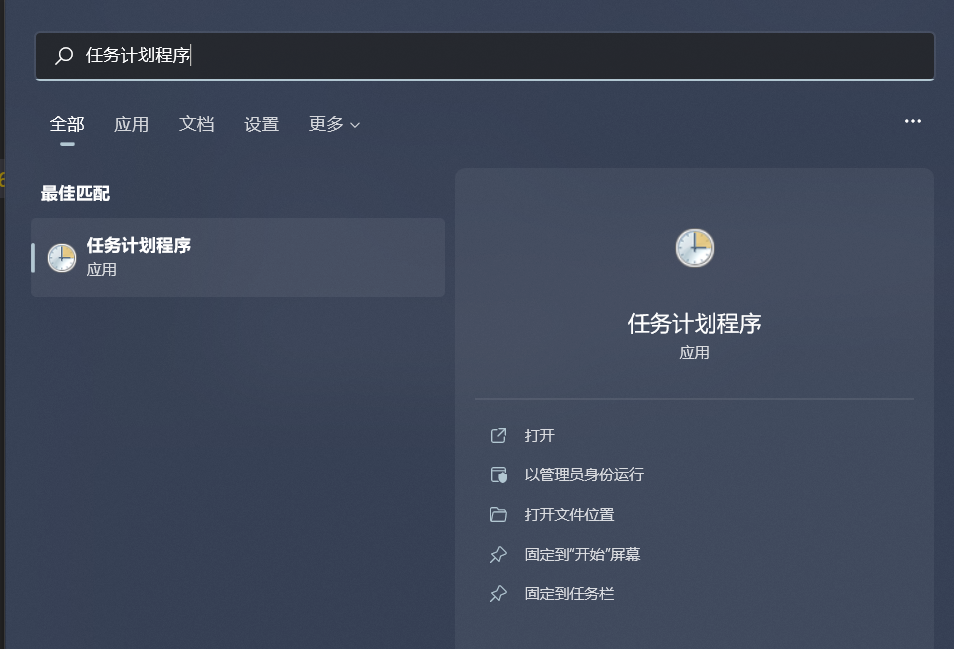 任务计划程序
全部 应用 文档 设置 更多
最佳匹配
任务计划程序
应用
任务计划程序
应用
打开
以管理员身份运行
打开文件位置
固定到"开始"屏幕
固定到任务栏